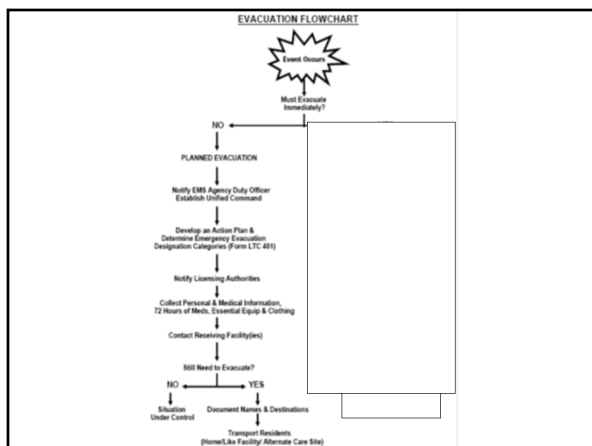 EVACUATION FLOWCHART
Event Occurs
Must Evacuate
Immediately?
NO
PLANNED EVACUATION
Notify EMS Agency Duty Officer
Establish Unified Command
Develop an Action Plan &
Determine Emergency Evacuation
Designation Categories (Form LTC 401)
Notify Licensing Authorities
Collect Personal & Medical Information,
72 Hours of Meds, Essential Equip & Clothing
Contact Receiving Facility(ies)
Still Need to Evacuate?
NO
YES
Situation
Under Control
Document Names & Destinations
Transport Residents
(Home/Like Facility/ Alternate Care Site)